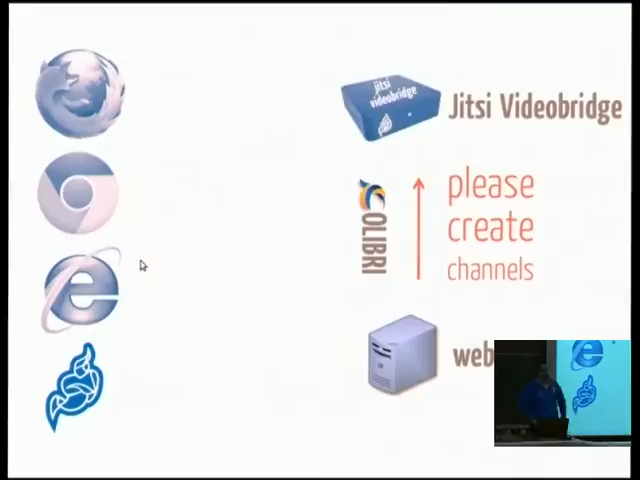 jitsi
videobridge
Jitsi Videobridge
please
create
channels
COLIBRI
web